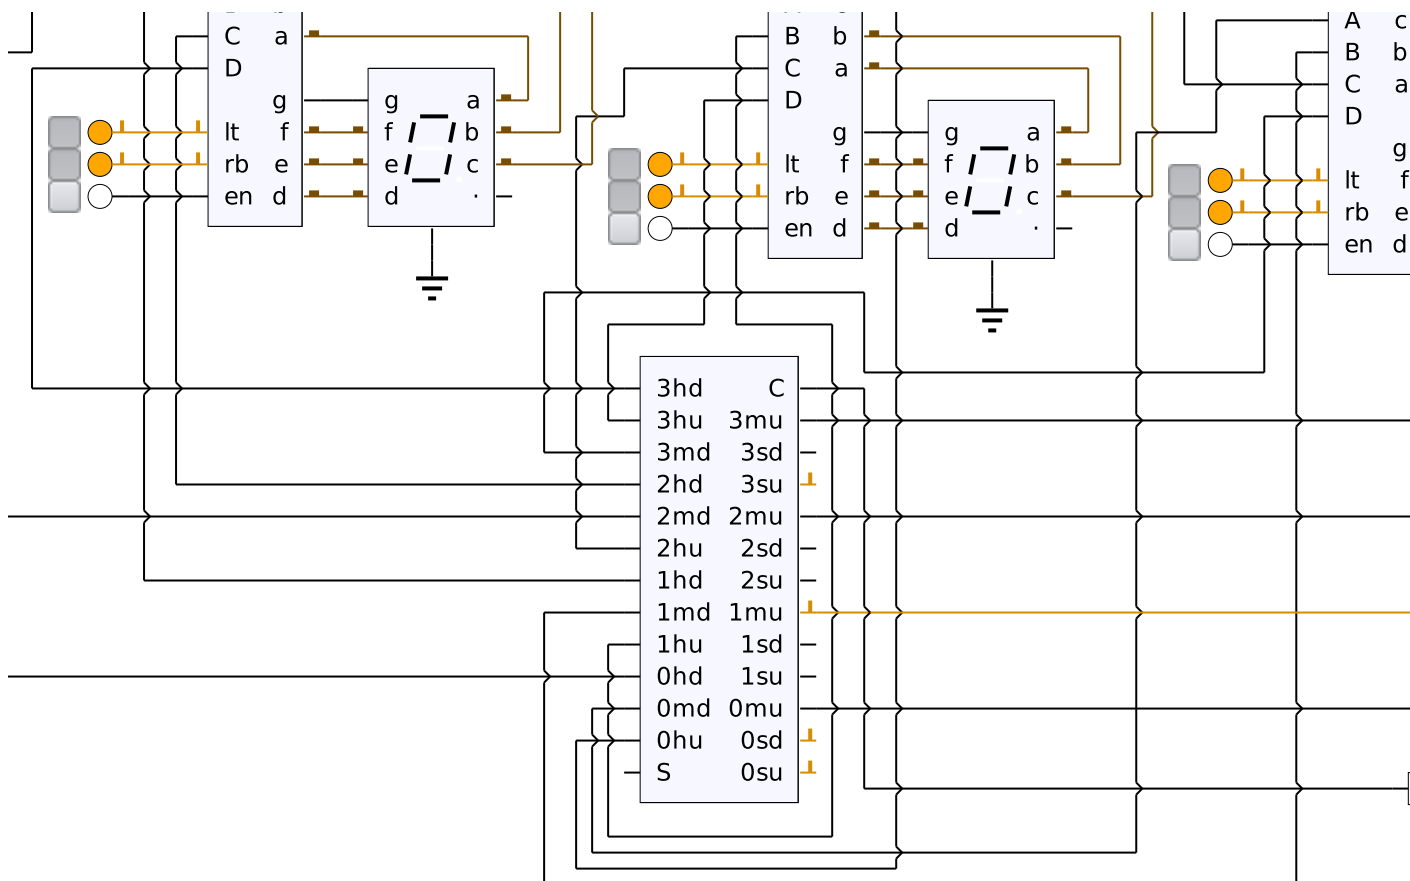 C a
D
g
lt f
rb e
en d
g a
f b
e c
d .
B b
C a
D
g
lt f
rb e
en d
g a
f b
e c
d .
A c
B b
C a
D
g
lt f
rb e
en d
3hd C
3hu 3mu
3md 3sd
2hd 3su
2md 2mu
2hu 2sd
1hd 2su
1md 1mu
1hu 1sd
0hd 1su
0md 0mu
0hu 0sd
S 0su